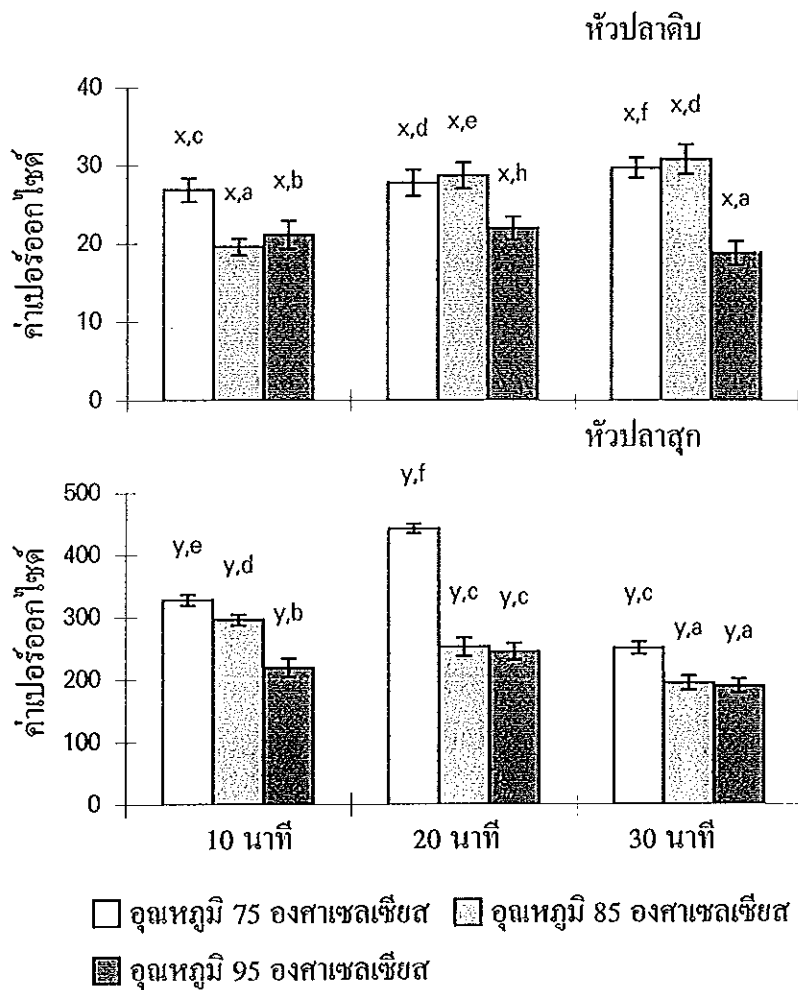 หัวปลาดิบ
ค่าเปอร์ออกไซด์
40
30
20
10
0
x,c
x,a
x,b
x,d
x,e
x,h
x,f
x,d
x,a
หัวปลาสุก
ค่าเปอร์ออกไซด์
500
400
300
200
100
0
y,e
y,d
y,b
y,f
y,c
y,c
y,c
y,a
y,a
10 นาที 20 นาที 30 นาที
อุณหภูมิ 75 องศาเซลเซียส อุณหภูมิ 85 องศาเซลเซียส
อุณหภูมิ 95 องศาเซลเซียส